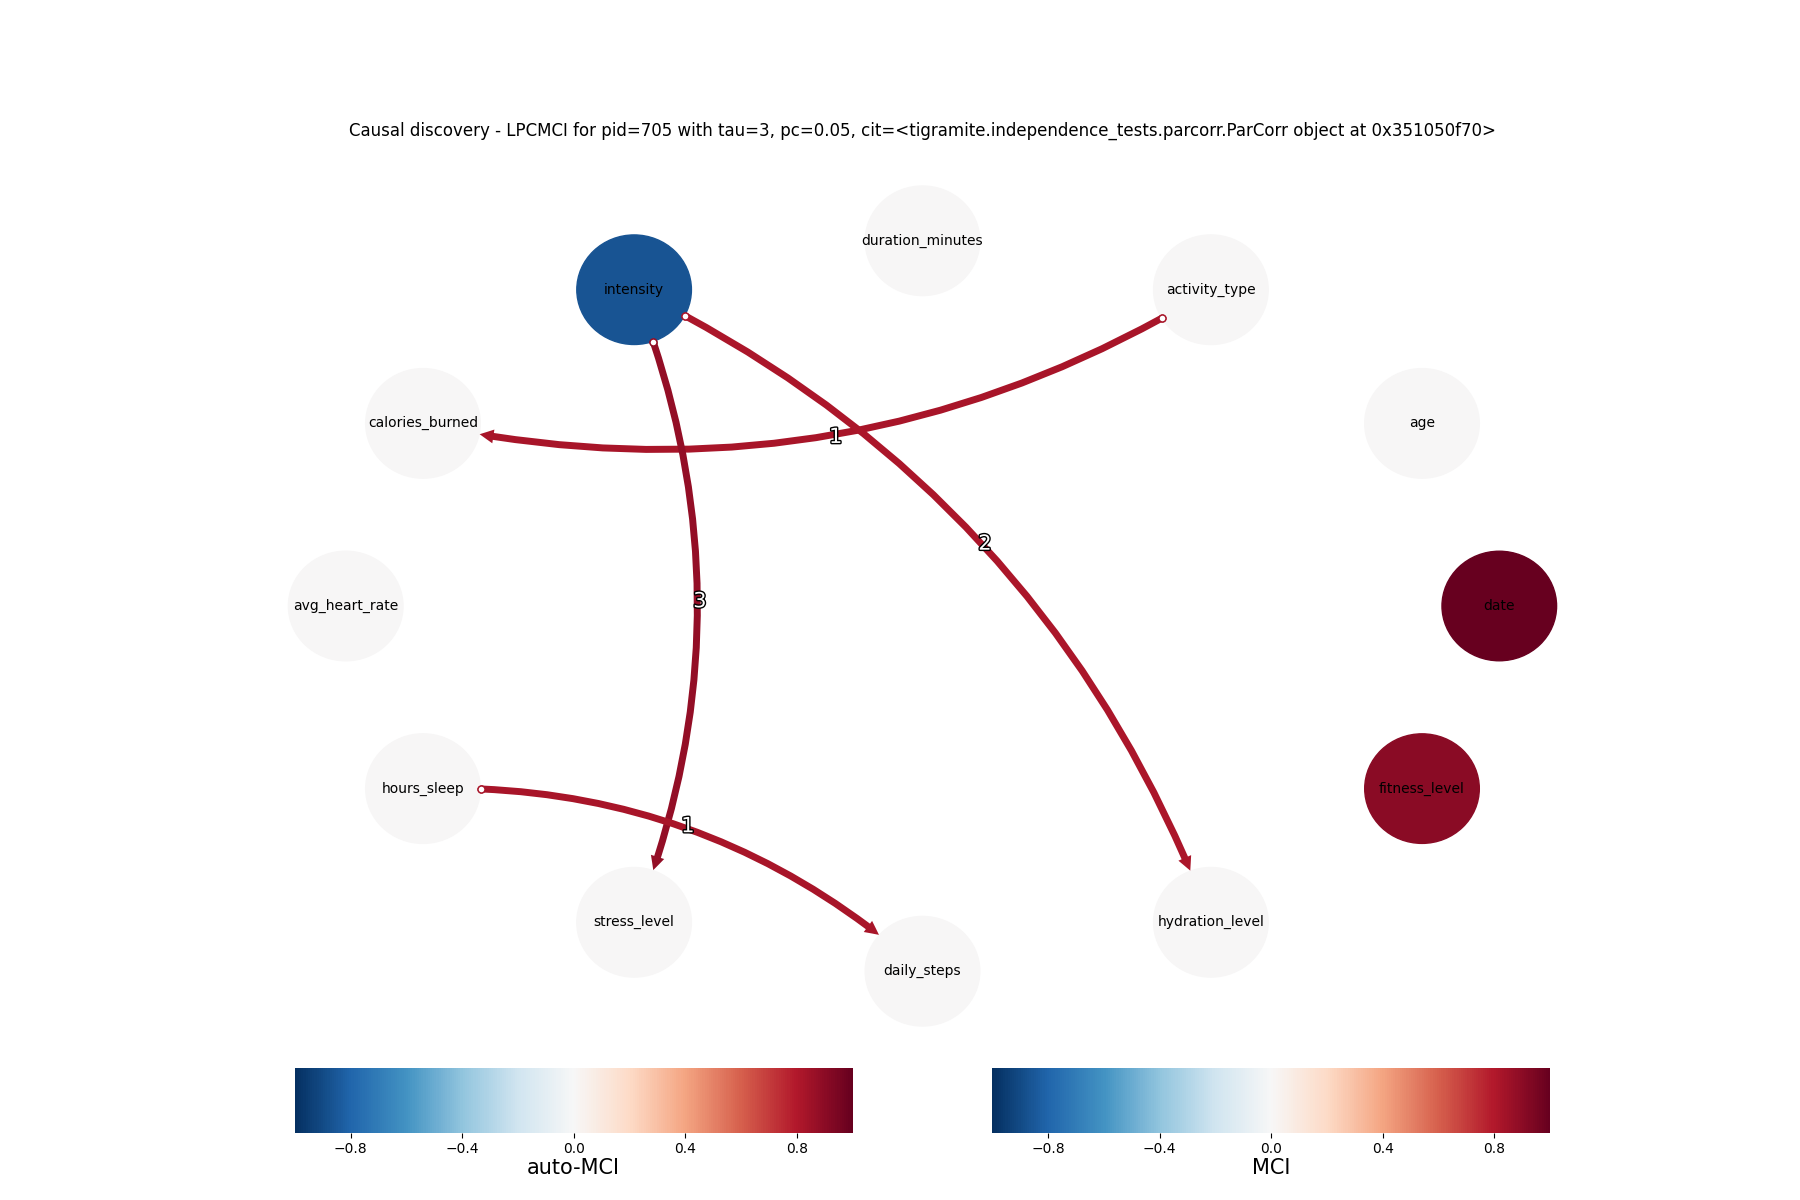 Causal discovery - LPCMCI for pid=705 with tau=3, pc=0.05, cit=<tigramite.independence_tests.parcorr.ParCorr object at 0x351050f70>
duration_minutes
intensity
activity_type
calories_burned
age
1
2
3
avg_heart_rate
date
hours_sleep
fitness_level
1
stress_level
hydration_level
daily_steps
−0.8 −0.4 0.0 0.4 0.8
auto-MCI
−0.8 −0.4 0.0 0.4 0.8
MCI